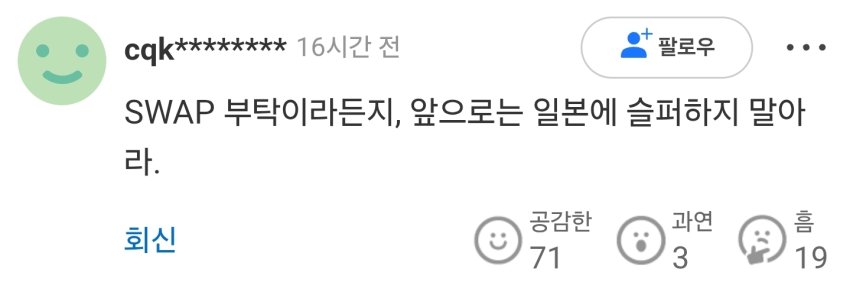 cqk******** 16시간 전
팔로우
SWAP 부탁이라든지, 앞으로는 일본에 슬퍼하지 말아
라.
회신
공감한
71
과연
3
흠
19